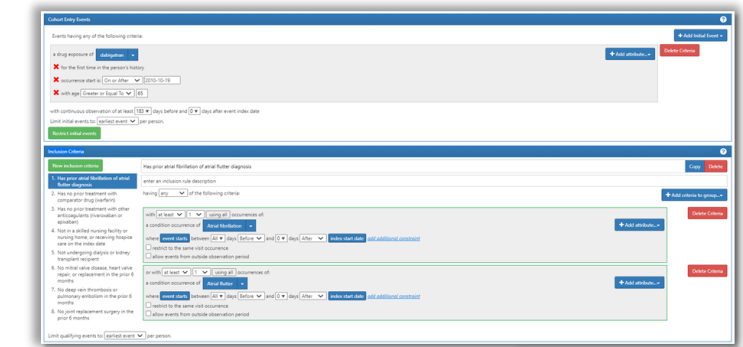 Cohort Entry Events
Events having any of the following criteria:
+ Add Initial Event
a drug exposure of dabigatran
+ Add attribute...
Delete Criteria
for the first time in the person's history
occurrence start is: On or After 2010-10-19
with age Greater or Equal To 65
with continuous observation of at least 183 days before and 0 days after event index date
Limit initial events to: earliest event per person.
Restrict initial events
Inclusion Criteria
New inclusion criteria
Has prior atrial fibrillation of atrial flutter diagnosis
Copy
Delete
1. Has prior atrial fibrillation of atrial
flutter diagnosis
2. Has no prior treatment with
comparator drug (warfarin)
3. Has no prior treatment with other
anticoagulants (rivaroxaban or
apixaban)
4. Not in a skilled nursing facility or
nursing home, or receiving hospice
care on the index date
5. Not undergoing dialysis or kidney
transplant recipient
6. No mitral valve disease, heart valve
repair, or replacement in the prior 6
months
7. No deep vein thrombosis or
pulmonary embolism in the prior 6
months
8. No joint replacement surgery in the
prior 6 months
enter an inclusion rule description
having any of the following criteria:
+ Add criteria to group...
with at least 1 using all occurrences of:
Delete Criteria
a condition occurrence of Atrial fibrillation
+ Add attribute...
where event starts between All days Before and 0 days After index start date add additional constraint
restrict to the same visit occurrence
allow events from outside observation period
or with at least 1 using all occurrences of:
Delete Criteria
a condition occurrence of Atrial flutter
+ Add attribute...
where event starts between All days Before and 0 days After index start date add additional constraint
restrict to the same visit occurrence
allow events from outside observation period
Limit qualifying events to: earliest event per person.